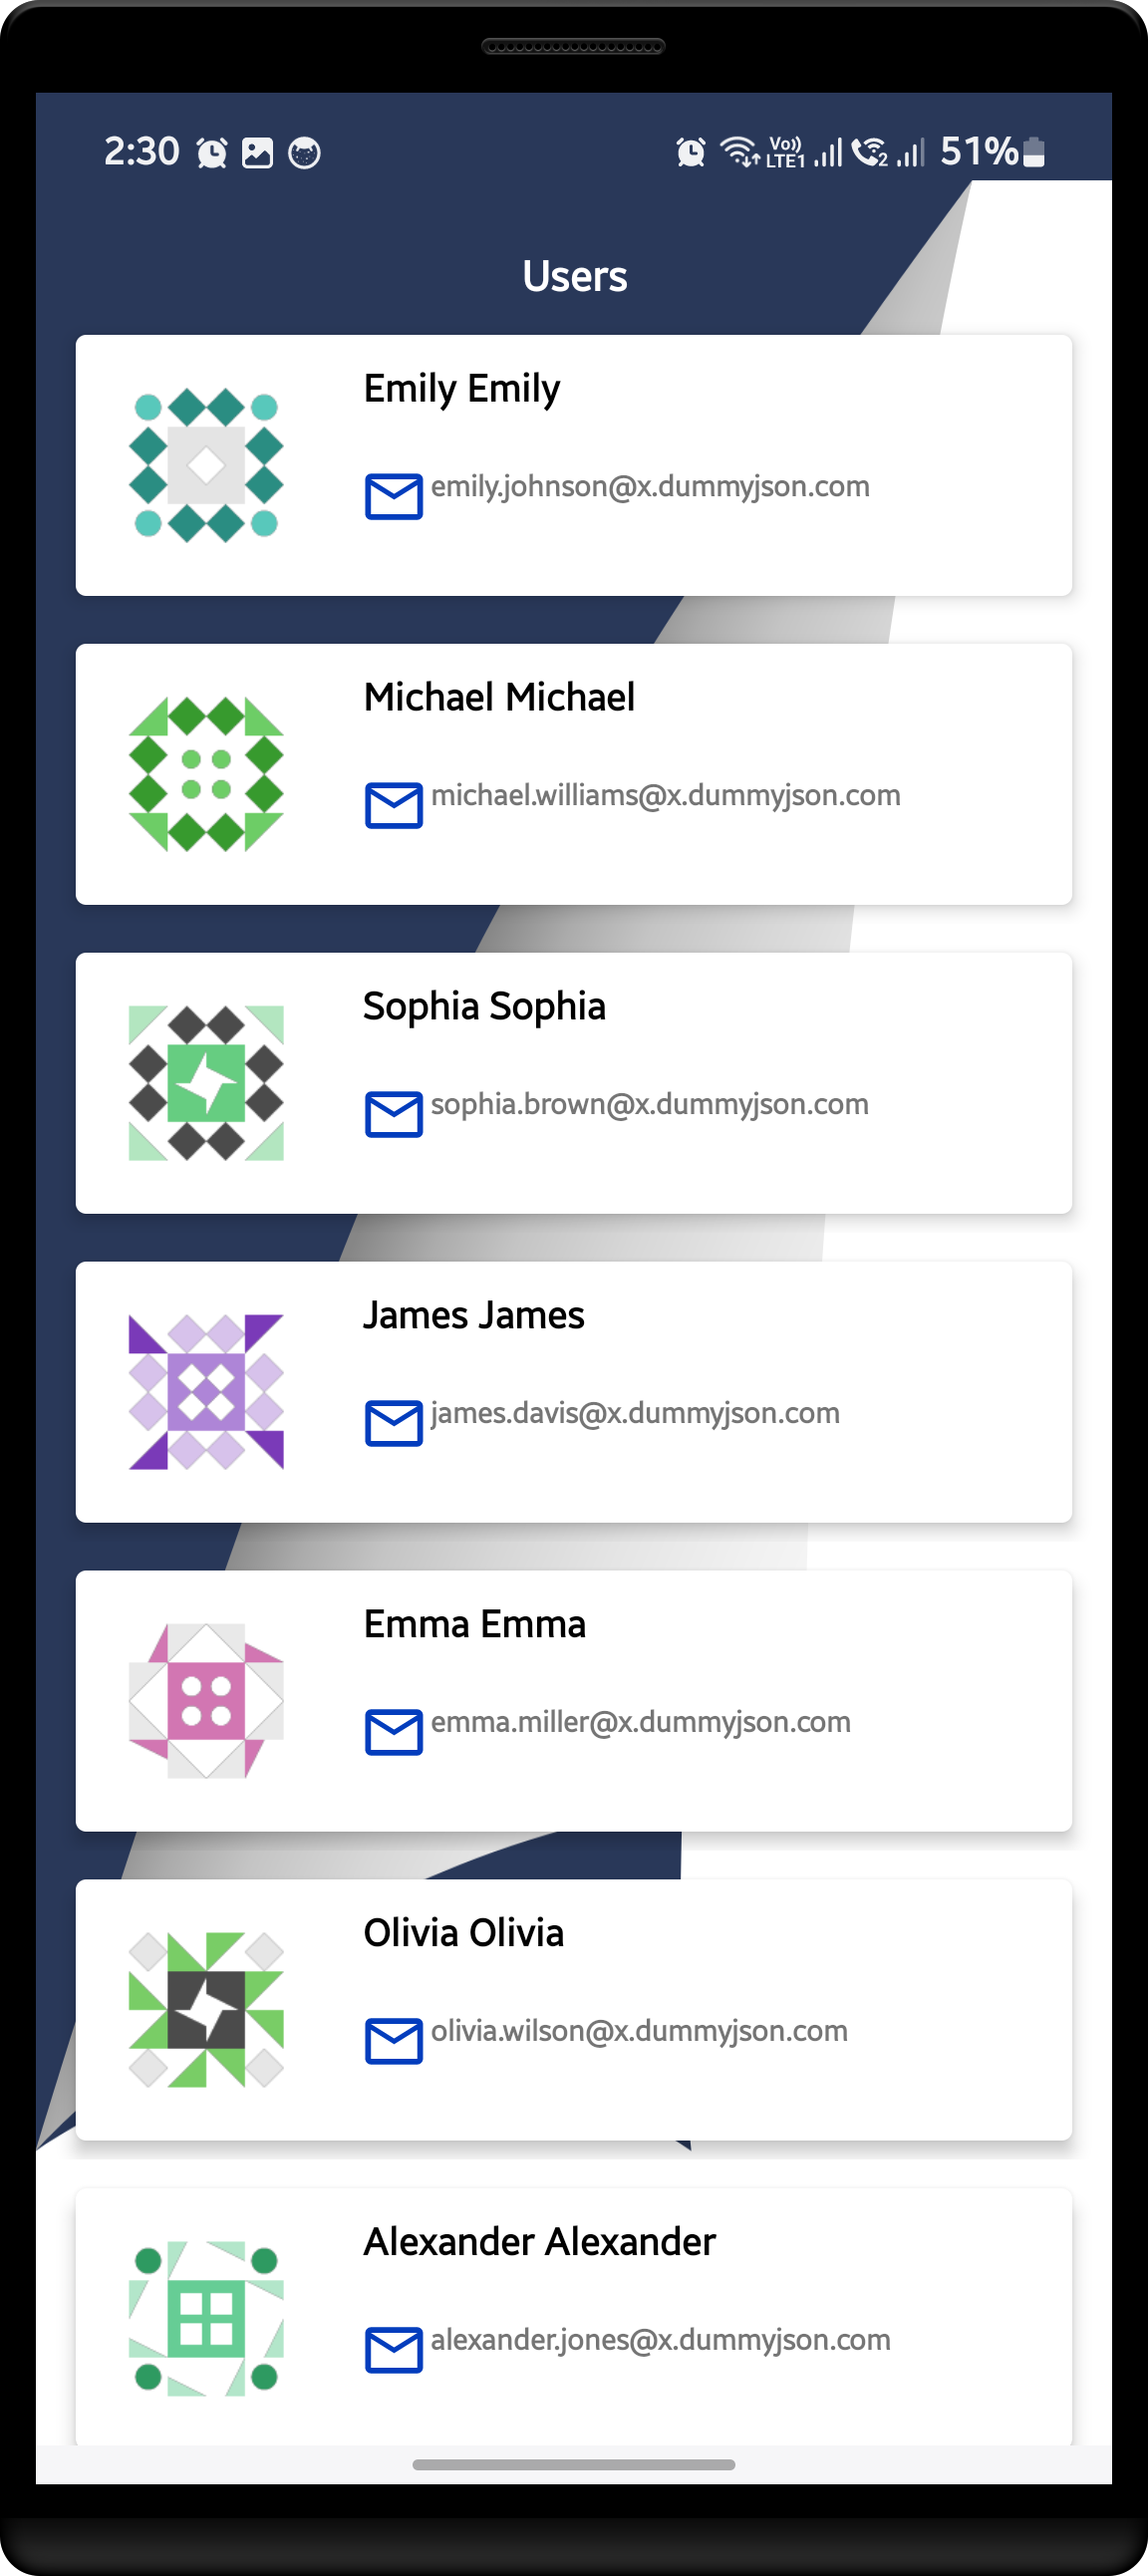 2:30 Vo)) LTE1 2 51%
Users
Emily Emily
emily.johnson@x.dummyjson.com
Michael Michael
michael.williams@x.dummyjson.com
Sophia Sophia
sophia.brown@x.dummyjson.com
James James
james.davis@x.dummyjson.com
Emma Emma
emma.miller@x.dummyjson.com
Olivia Olivia
olivia.wilson@x.dummyjson.com
Alexander Alexander
alexander.jones@x.dummyjson.com